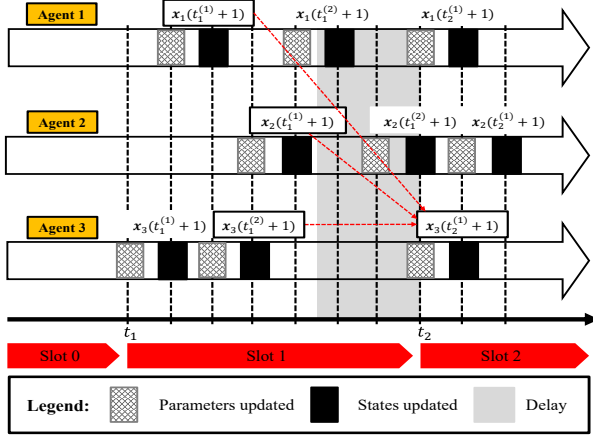 Agent 1
x₁(t₁⁽¹⁾ + 1)
x₁(t₁⁽²⁾ + 1)
x₁(t₂⁽¹⁾ + 1)
Agent 2
x₂(t₁⁽¹⁾ + 1)
x₂(t₁⁽²⁾ + 1)
x₂(t₂⁽¹⁾ + 1)
Agent 3
x₃(t₁⁽¹⁾ + 1)
x₃(t₁⁽²⁾ + 1)
x₃(t₂⁽¹⁾ + 1)
t₁
t₂
Slot 0
Slot 1
Slot 2
Legend:
Parameters updated
States updated
Delay